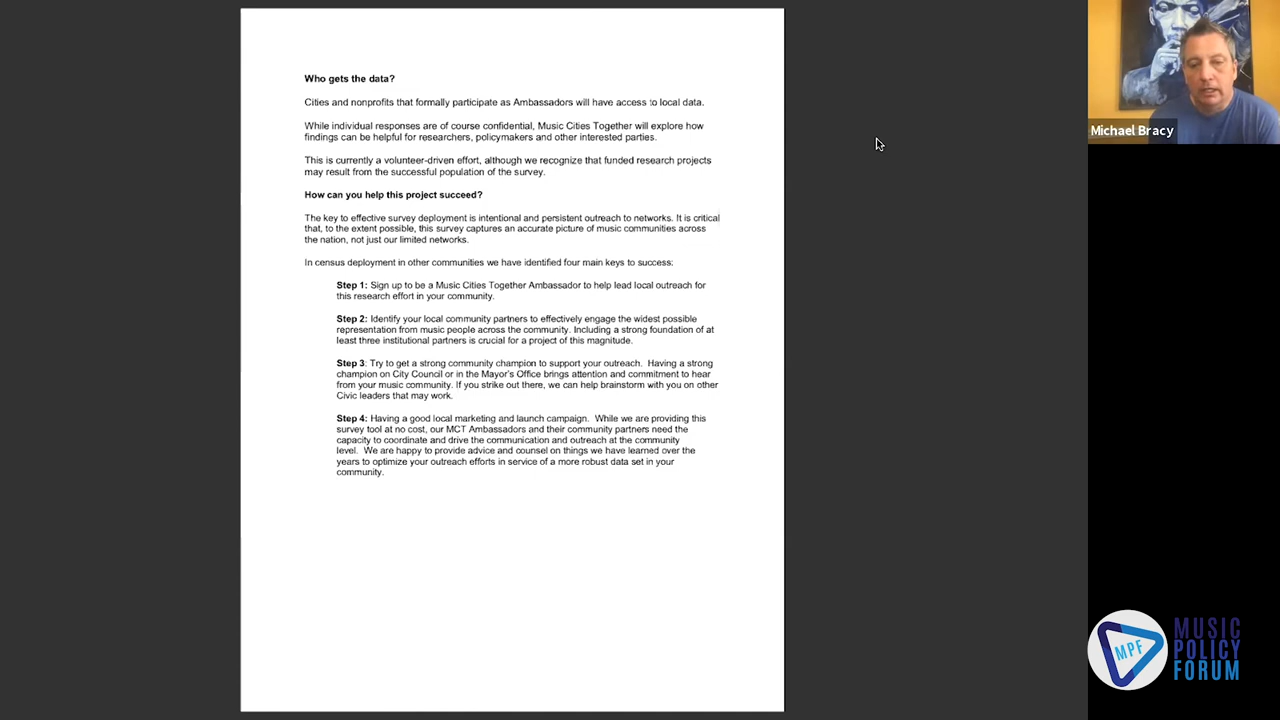 Who gets the data?
Cities and nonprofits that formally participate as Ambassadors will have access to local data.
While individual responses are of course confidential, Music Cities Together will explore how
findings can be helpful for researchers, policymakers and other interested parties.
This is currently a volunteer-driven effort, although we recognize that funded research projects
may result from the successful population of the survey.
How can you help this project succeed?
The key to effective survey deployment is intentional and persistent outreach to networks. It is critical
that, to the extent possible, this survey captures an accurate picture of music communities across
the nation, not just our limited networks.
In census deployment in other communities we have identified four main keys to success:
Step 1: Sign up to be a Music Cities Together Ambassador to help lead local outreach for
this research effort in your community.
Step 2: Identify your local community partners to effectively engage the widest possible
representation from music people across the community. Including a strong foundation of at
least three institutional partners is crucial for a project of this magnitude.
Step 3: Try to get a strong community champion to support your outreach.  Having a strong
champion on City Council or in the Mayor's Office brings attention and commitment to hear
from your music community. If you strike out there, we can help brainstorm with you on other
Civic leaders that may work.
Step 4: Having a good local marketing and launch campaign.  While we are providing this
survey tool at no cost, our MCT Ambassadors and their community partners need the
capacity to coordinate and drive the communication and outreach at the community
level.  We are happy to provide advice and counsel on things we have learned over the
years to optimize your outreach efforts in service of a more robust data set in your
community.
Michael Bracy
MPF
MUSIC
POLICY
FORUM